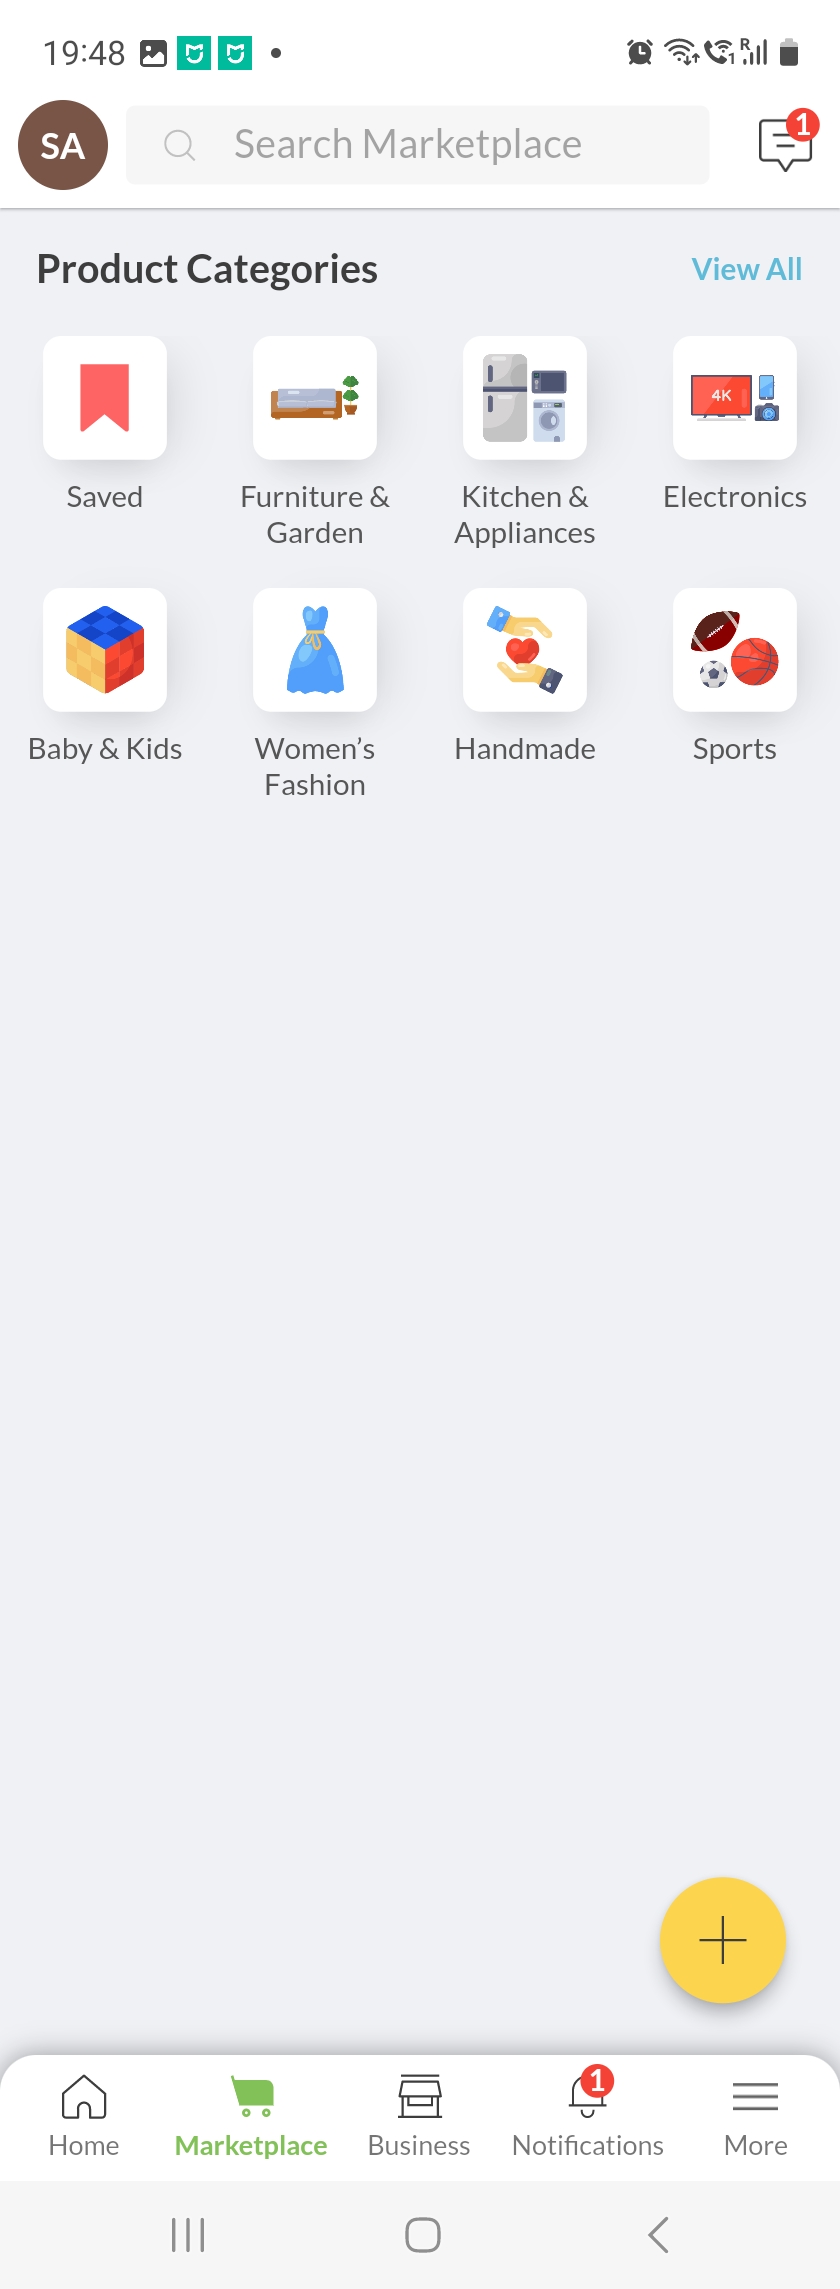 19:48
R
1
SA
Search Marketplace
1
Product Categories
View All
4K
Saved
Furniture &
Garden
Kitchen &
Appliances
Electronics
Baby & Kids
Women’s
Fashion
Handmade
Sports
1
Home
Marketplace
Business
Notifications
More